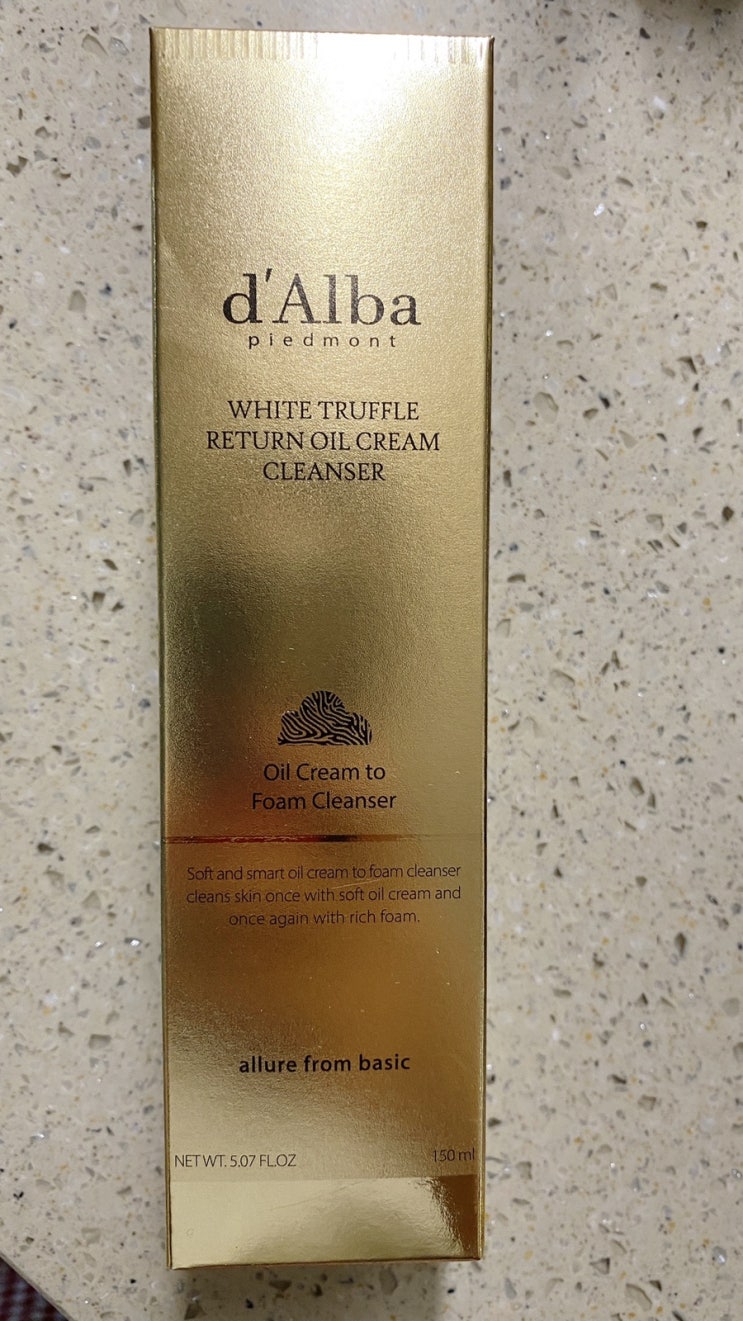 d'Alba
piedmont
WHITE TRUFFLE
RETURN OIL CREAM
CLEANSER
Oil Cream to
Foam Cleanser
Soft and smart oil cream to foam cleanser
cleans skin once with soft oil cream and
once again with rich foam.
allure from basic
NET WT. 5.07 FL.OZ
150 ml